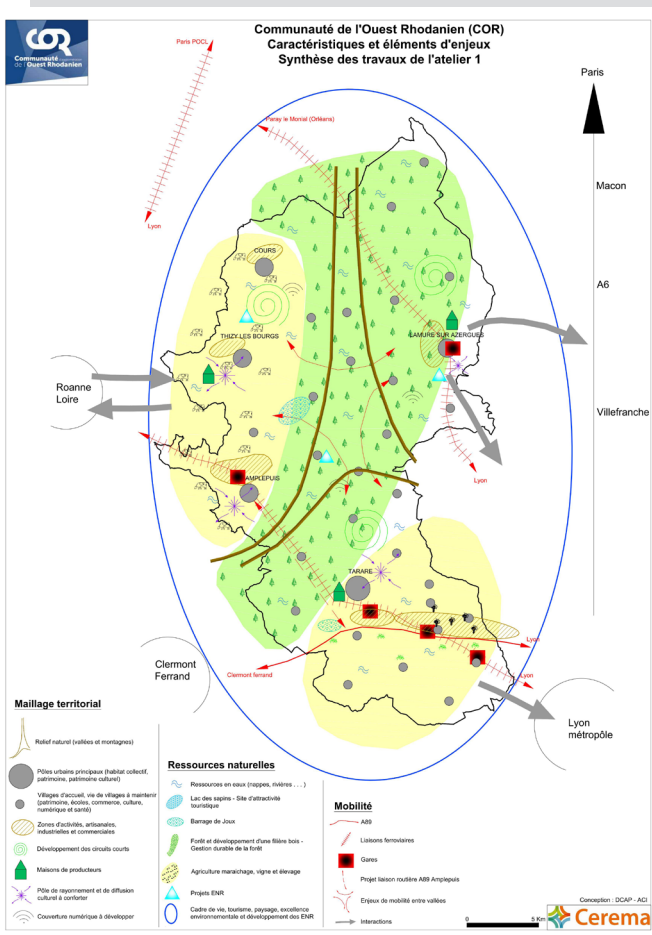 COR
Communauté
de l'Ouest Rhodanien
Communauté de l'Ouest Rhodanien (COR)
Caractéristiques et éléments d'enjeux
Synthèse des travaux de l'atelier 1
Paris POCL
Lyon
Paray le Monial (Orléans)
Paris
Macon
A6
Villefranche
COURS
THIZY LES BOURGS
LAMURE SUR AZERGUES
Roanne
Loire
AMPLEPUIS
Lyon
TARARE
Lyon
Clermont ferrand
Lyon
Clermont
Ferrand
Lyon
métropôle
Maillage territorial
Relief naturel (vallées et montagnes)
Pôles urbains principaux (habitat collectif,
patrimoine, patrimoine culturel)
Villages d'accueil, vie de villages à maintenir
(patrimoine, écoles, commerce, culture,
numérique et santé)
Zones d'activités, artisanales,
industrielles et commerciales
Développement des circuits courts
Maisons de producteurs
Pôle de rayonnement et de diffusion
culturel à conforter
Couverture numérique à développer
Ressources naturelles
Ressources en eaux (nappes, rivières . . . )
Lac des sapins - Site d'attractivité
touristique
Barrage de Joux
Forêt et développement d'une filière bois -
Gestion durable de la forêt
Agriculture maraichage, vigne et élevage
Projets ENR
Cadre de vie, tourisme, paysage, excellence
environnementale et développement des ENR
Mobilité
A89
Liaisons ferroviaires
Gares
Projet liaison routière A89 Amplepuis
Enjeux de mobilité entre vallées
Interactions
0 5 Km
Conception : DCAP - ACI
Cerema